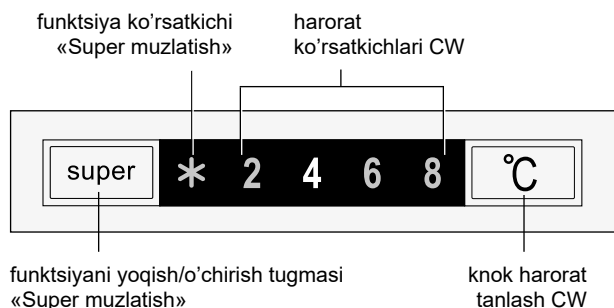 funktsiya ko’rsatkichi
«Super muzlatish»
harorat
ko’rsatkichlari CW
super * 2 4 6 8 °C
funktsiyani yoqish/o’chirish tugmasi
«Super muzlatish»
knok harorat
tanlash CW